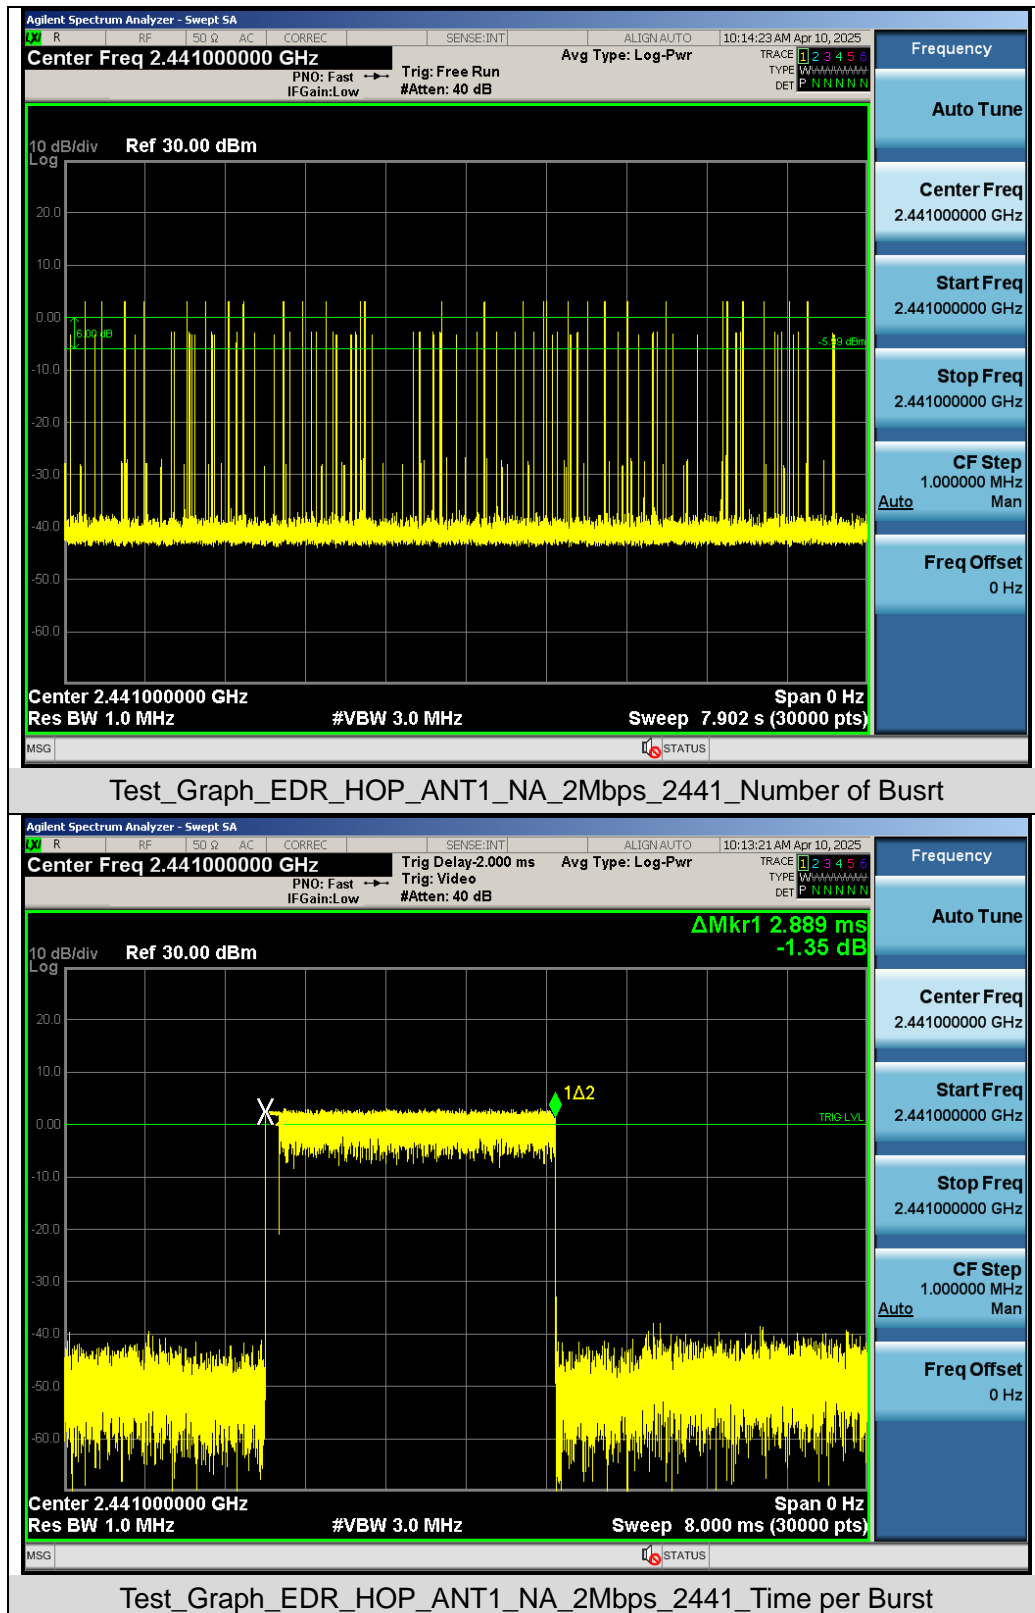 Agilent Spectrum Analyzer - Swept SA
LXI R RF 50 Ω AC CORREC SENSE:INT ALIGN AUTO 10:14:23 AM Apr 10, 2025
Center Freq 2.441000000 GHz Avg Type: Log-Pwr TRACE 1 2 3 4 5 6
PNO: Fast Trig: Free Run TYPE WWWWWW
IFGain:Low #Atten: 40 dB DET P N N N N N
Frequency
Auto Tune
10 dB/div Ref 30.00 dBm
Log
20.0
10.0
0.00
6.00 dB
-5.99 dBm
-10.0
-20.0
-30.0
-40.0
-50.0
-60.0
Center Freq
2.441000000 GHz
Start Freq
2.441000000 GHz
Stop Freq
2.441000000 GHz
CF Step
1.000000 MHz
Auto Man
Freq Offset
0 Hz
Center 2.441000000 GHz Span 0 Hz
Res BW 1.0 MHz #VBW 3.0 MHz Sweep 7.902 s (30000 pts)
MSG STATUS
Test_Graph_EDR_HOP_ANT1_NA_2Mbps_2441_Number of Busrt
Agilent Spectrum Analyzer - Swept SA
LXI R RF 50 Ω AC CORREC SENSE:INT ALIGN AUTO 10:13:21 AM Apr 10, 2025
Center Freq 2.441000000 GHz Trig Delay-2.000 ms Avg Type: Log-Pwr TRACE 1 2 3 4 5 6
PNO: Fast Trig: Video TYPE WWWWWW
IFGain:Low #Atten: 40 dB DET P N N N N N
Frequency
Auto Tune
ΔMkr1 2.889 ms
-1.35 dB
10 dB/div Ref 30.00 dBm
Log
20.0
10.0
0.00
-10.0
-20.0
-30.0
-40.0
-50.0
-60.0
X
1Δ2
TRIG LVL
Center Freq
2.441000000 GHz
Start Freq
2.441000000 GHz
Stop Freq
2.441000000 GHz
CF Step
1.000000 MHz
Auto Man
Freq Offset
0 Hz
Center 2.441000000 GHz Span 0 Hz
Res BW 1.0 MHz #VBW 3.0 MHz Sweep 8.000 ms (30000 pts)
MSG STATUS
Test_Graph_EDR_HOP_ANT1_NA_2Mbps_2441_Time per Burst